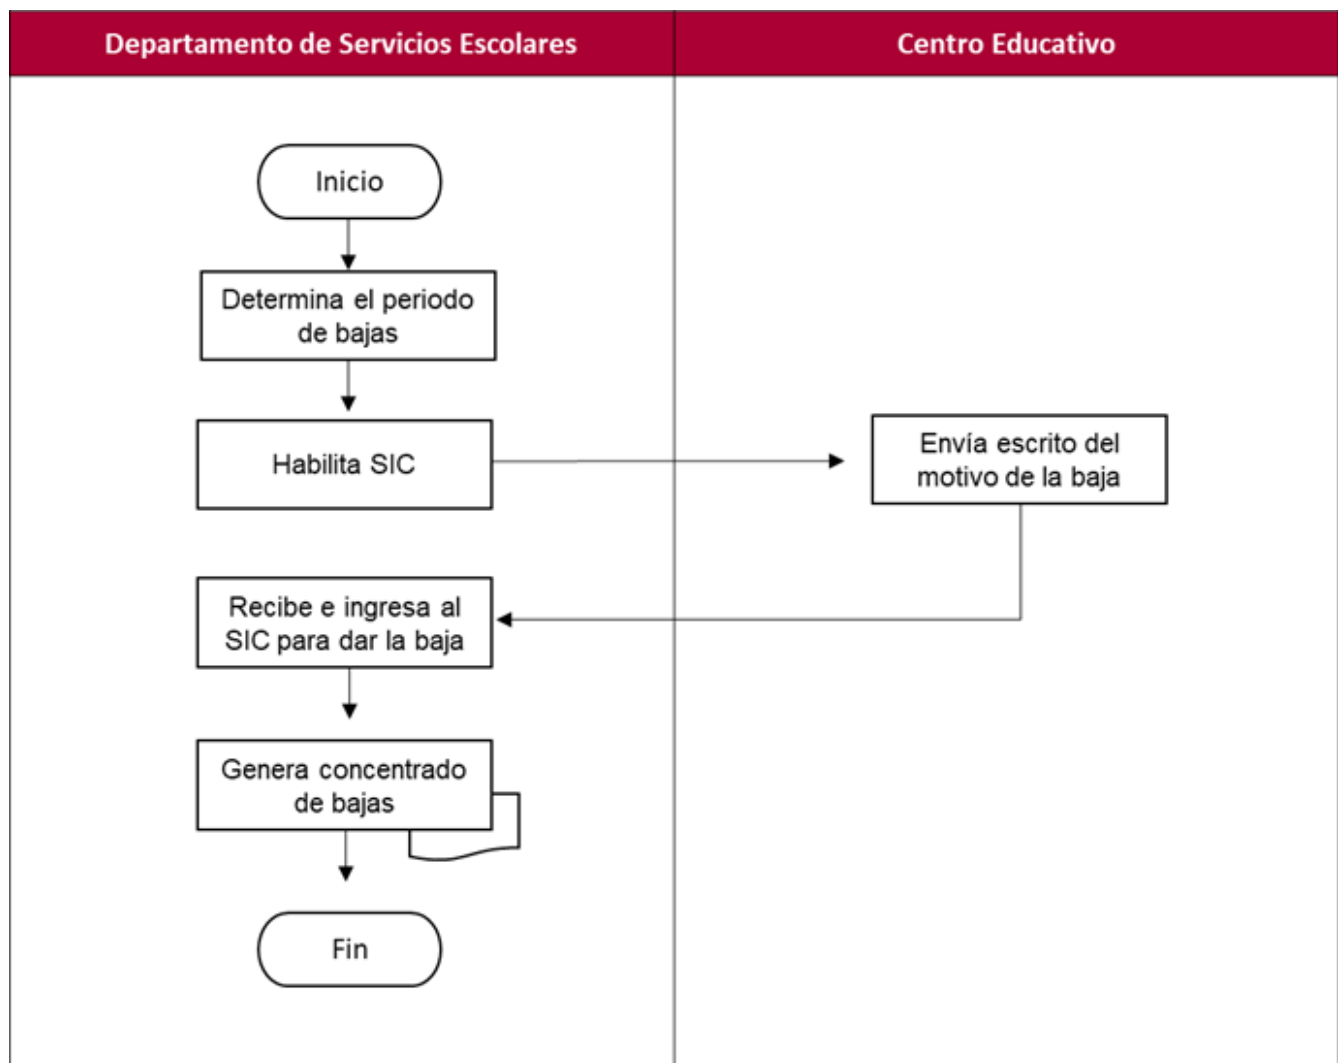 Departamento de Servicios Escolares
Centro Educativo
Inicio
Determina el periodo
de bajas
Habilita SIC
Envía escrito del
motivo de la baja
Recibe e ingresa al
SIC para dar la baja
Genera concentrado
de bajas
Fin